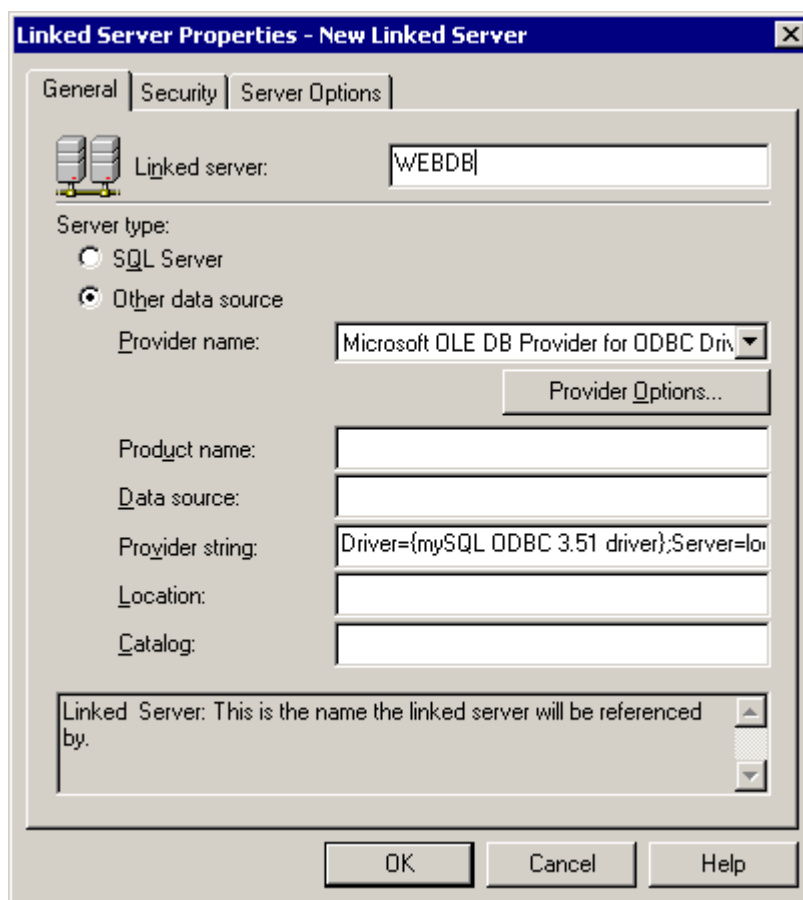 Linked Server Properties - New Linked Server
General Security Server Options
Linked server: WEBDB
Server type:
SQL Server
Other data source
Provider name: Microsoft OLE DB Provider for ODBC Driv
Provider Options...
Product name:
Data source:
Provider string: Driver={mySQL ODBC 3.51 driver};Server=lo
Location:
Catalog:
Linked Server: This is the name the linked server will be referenced
by.
OK Cancel Help